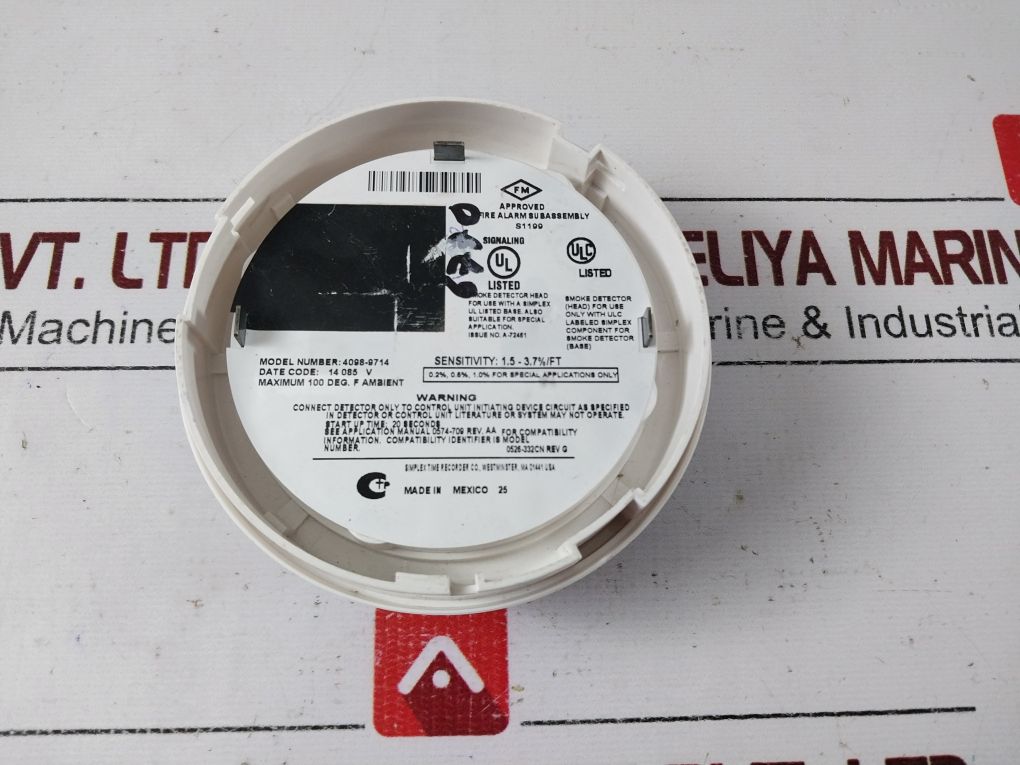 FM
APPROVED
FIRE ALARM SUBASSEMBLY
S1199
SIGNALING
UL
LISTED
SMOKE DETECTOR HEAD
FOR USE WITH A SIMPLEX
UL LISTED BASE. ALSO
SUITABLE FOR SPECIAL
APPLICATION.
ISSUE NO. A-72461
ULC
LISTED
SMOKE DETECTOR
(HEAD) FOR USE
ONLY WITH ULC
LABELED SIMPLEX
COMPONENT FOR
SMOKE DETECTOR
(BASE)
MODEL NUMBER: 4098-9714
DATE CODE: 14 085 V
MAXIMUM 100 DEG. F AMBIENT
SENSITIVITY: 1.5 - 3.7%/FT
0.2%, 0.5%, 1.0% FOR SPECIAL APPLICATIONS ONLY
WARNING
CONNECT DETECTOR ONLY TO CONTROL UNIT INITIATING DEVICE CIRCUIT AS SPECIFIED
IN DETECTOR OR CONTROL UNIT LITERATURE OR SYSTEM MAY NOT OPERATE.
START UP TIME: 20 SECONDS
SEE APPLICATION MANUAL 0574-709 REV. AA FOR COMPATIBILITY
INFORMATION. COMPATIBILITY IDENTIFIER IS MODEL
NUMBER. 0526-332CN REV G
SIMPLEX TIME RECORDER CO., WESTMINSTER, MA 01441 USA
MADE IN MEXICO 25
VT. LTD
ELIYA MARIN
Machine
rine & Industrial